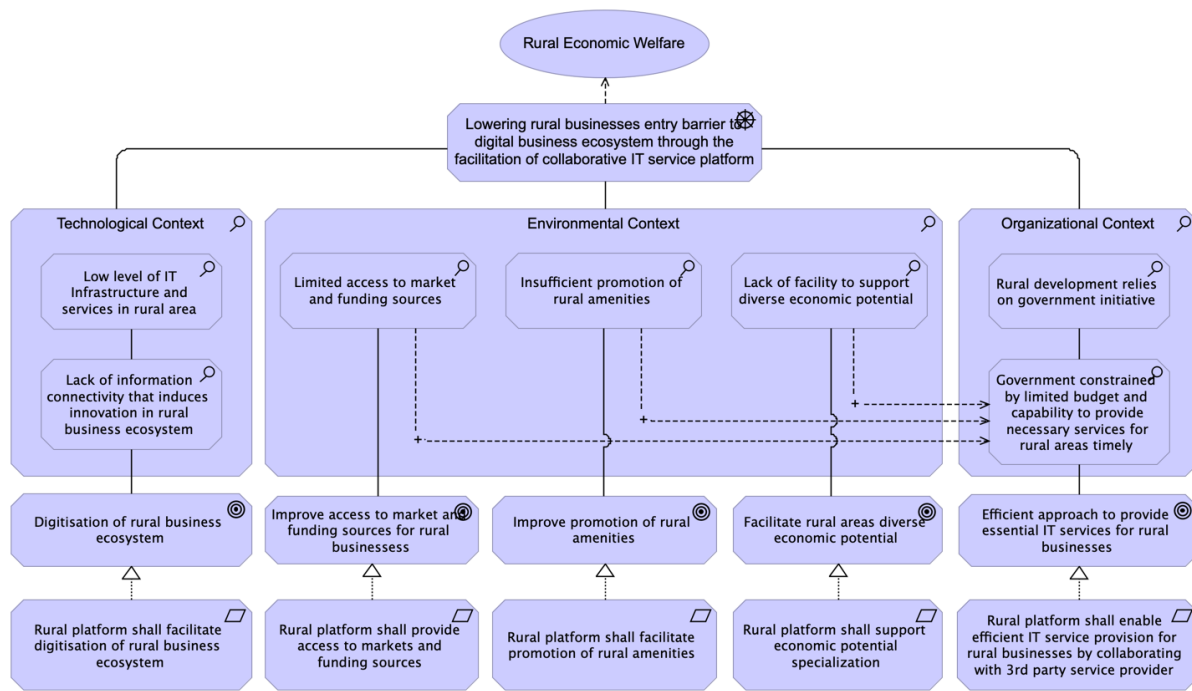 Rural Economic Welfare
Lowering rural businesses entry barrier to
digital business ecosystem through the
facilitation of collaborative IT service platform
Technological Context
Low level of IT
Infrastructure and
services in rural area
Lack of information
connectivity that induces
innovation in rural
business ecosystem
Environmental Context
Limited access to market
and funding sources
Insufficient promotion of
rural amenities
Lack of facility to support
diverse economic potential
+
+
+
Organizational Context
Rural development relies
on government initiative
Government constrained
by limited budget and
capability to provide
necessary services for
rural areas timely
Digitisation of rural business
ecosystem
Improve access to market and
funding sources for rural
businessess
Improve promotion of rural
amenities
Facilitate rural areas diverse
economic potential
Efficient approach to provide
essential IT services for rural
businesses
Rural platform shall facilitate
digitisation of rural business
ecosystem
Rural platform shall provide
access to markets and
funding sources
Rural platform shall facilitate
promotion of rural amenities
Rural platform shall support
economic potential
specialization
Rural platform shall enable
efficient IT service provision for
rural businesses by collaborating
with 3rd party service provider